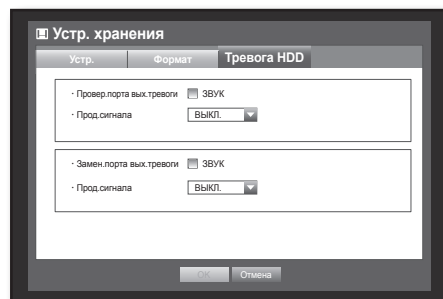 Устр. хранения
Устр. Формат Тревога HDD
· Провер.порта вых.тревоги ЗВУК
· Прод.сигнала ВЫКЛ.
· Замен.порта вых.тревоги ЗВУК
· Прод.сигнала ВЫКЛ.
OK Отмена